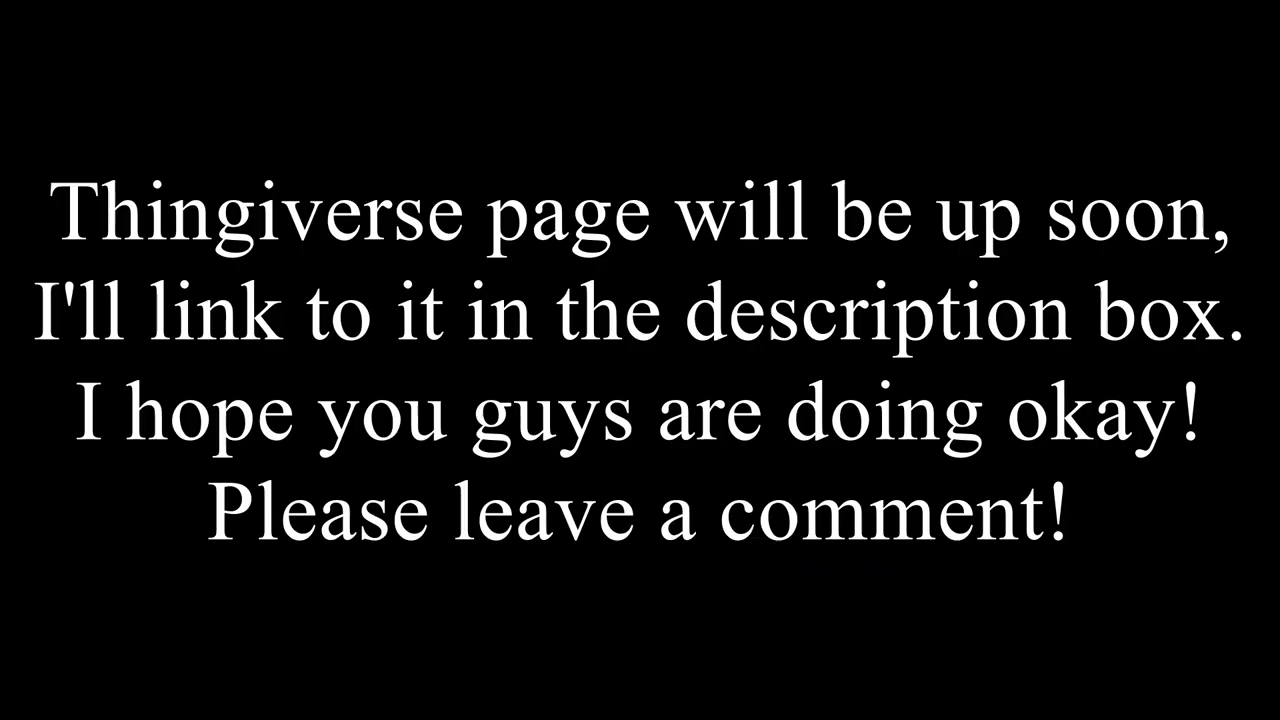 Thingiverse page will be up soon,
I'll link to it in the description box.
I hope you guys are doing okay!
Please leave a comment!